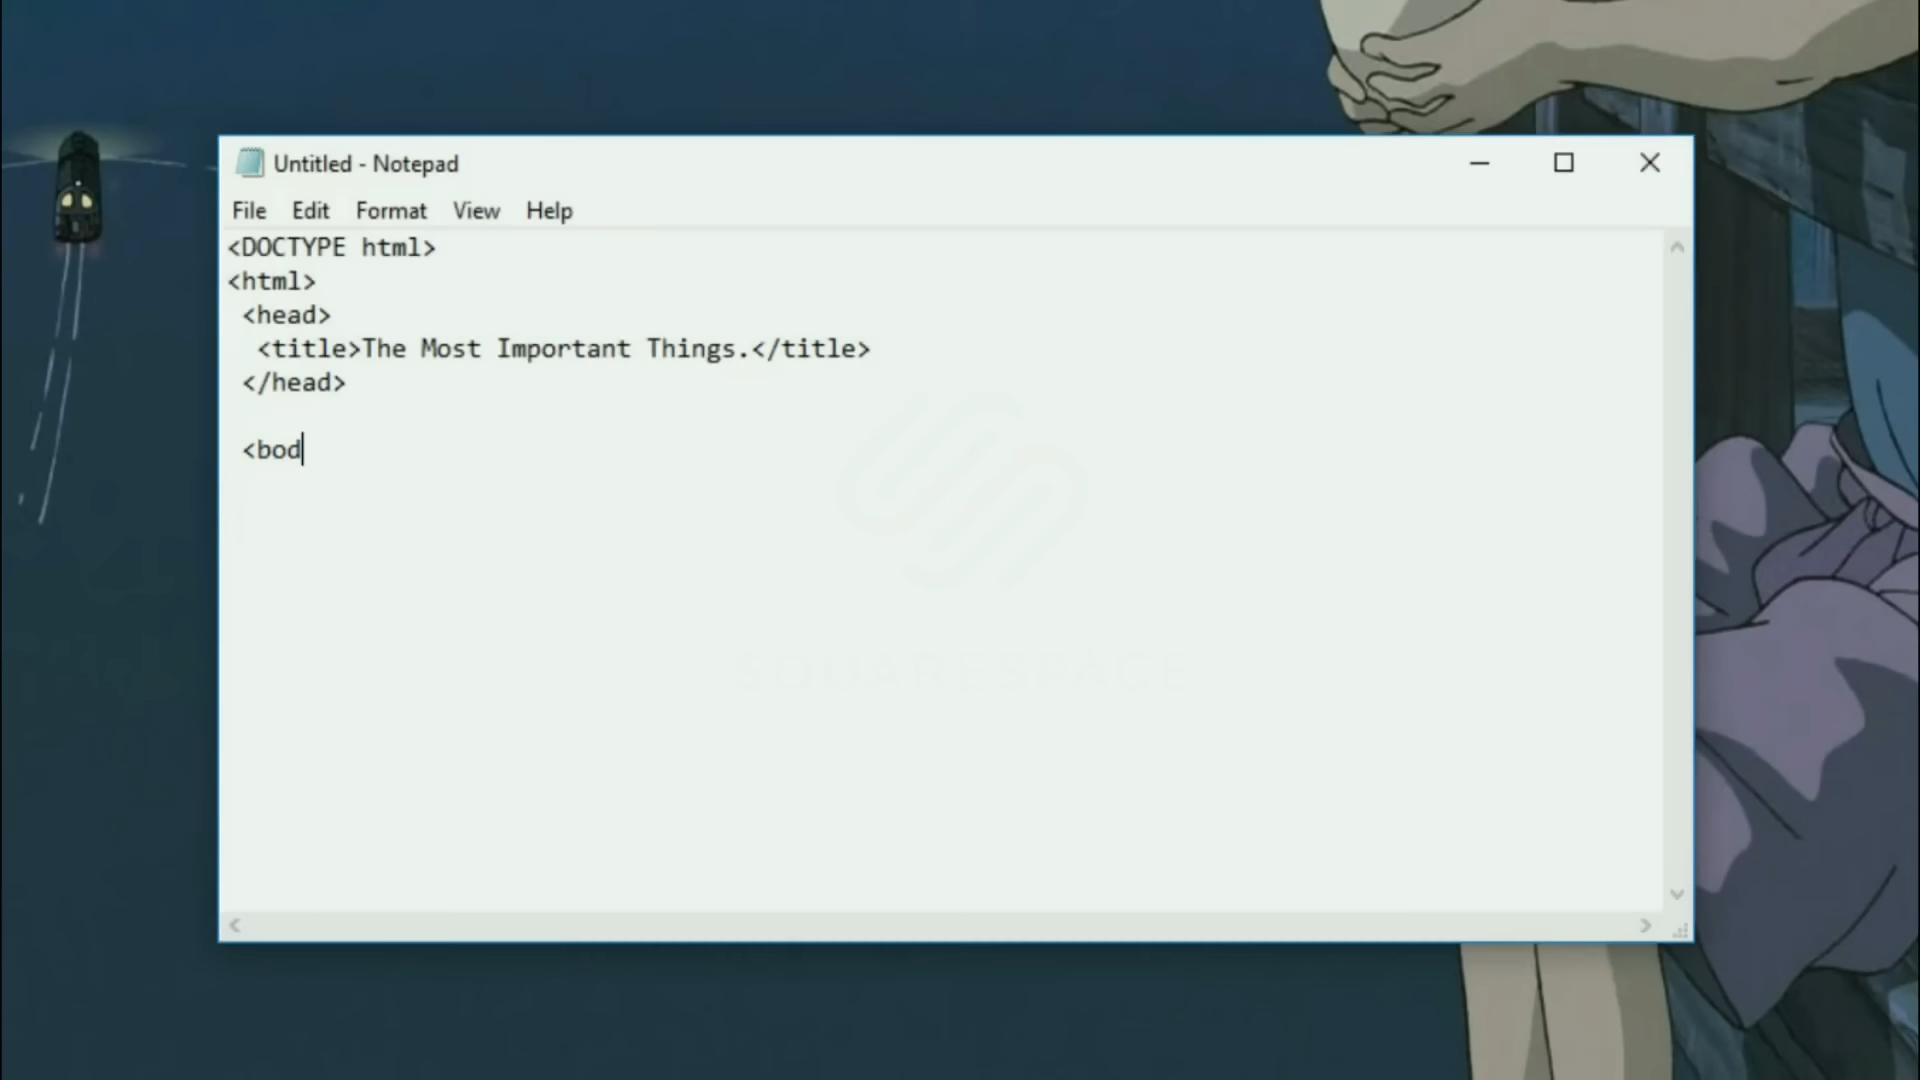 Untitled - Notepad
File Edit Format View Help
<DOCTYPE html>
<html>
<head>
<title>The Most Important Things.</title>
</head>
<bod
SQUARESPACE